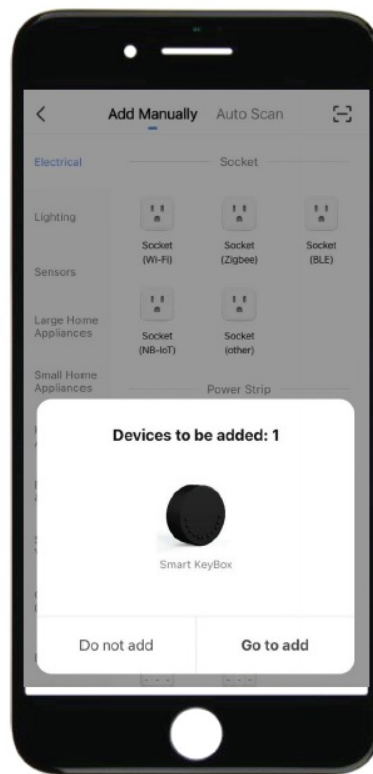 Add Manually Auto Scan
Electrical
Socket
Lighting
Socket
(Wi-Fi)
Socket
(Zigbee)
Socket
(BLE)
Sensors
Large Home
Appliances
Socket
(NB-IoT)
Socket
(other)
Small Home
Appliances
Power Strip
Devices to be added: 1
Smart KeyBox
Do not add
Go to add